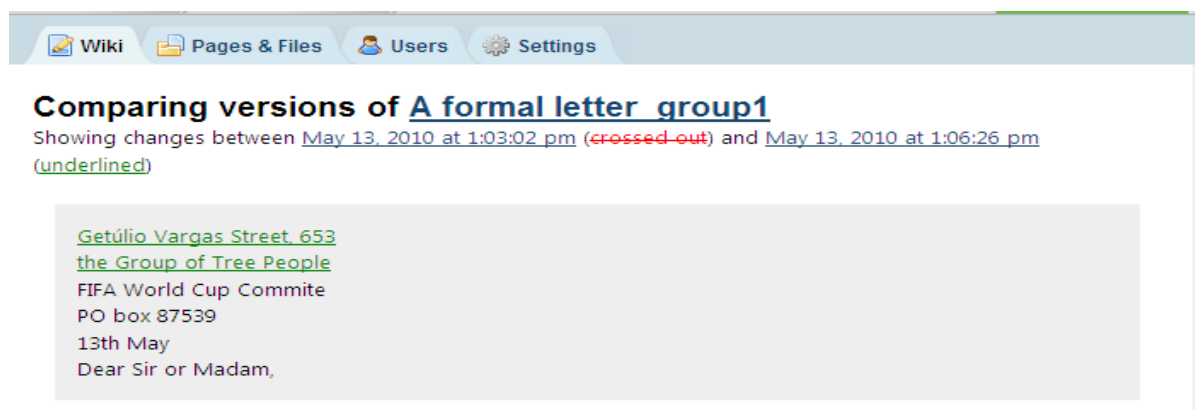 Wiki Pages & Files Users Settings
Comparing versions of A formal letter_group1
Showing changes between May 13, 2010 at 1:03:02 pm (crossed out) and May 13, 2010 at 1:06:26 pm
(underlined)
Getúlio Vargas Street, 653
the Group of Tree People
FIFA World Cup Commite
PO box 87539
13th May
Dear Sir or Madam,